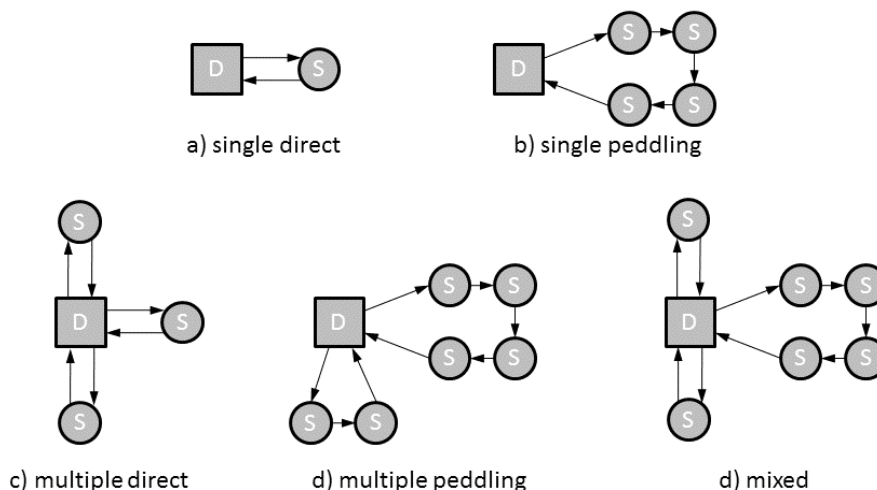 D S S S
S S
a) single direct b) single peddling
S S
S S
D S D D
S S S S
S S S S
c) multiple direct d) multiple peddling d) mixed